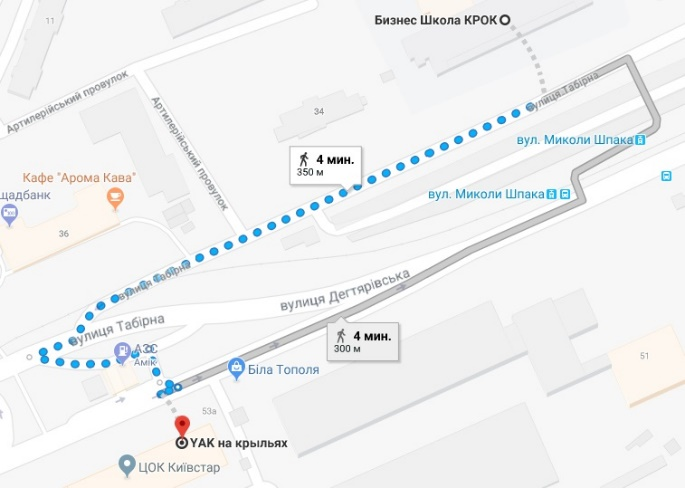 11
Бизнес Школа КРОК
Артилерійський провулок
Артилерійський провулок
34
вулиця Табірна
вул. Миколи Шпака
4 мин.
350 м
Кафе "Арома Кава"
щадбанк
36
вул. Миколи Шпака
вулиця Табірна
вулиця Дегтярівська
вулиця Табірна
4 мин.
300 м
АЗС
Амік
Біла Тополя
51
53а
YAK на крыльях
ЦОК Київстар